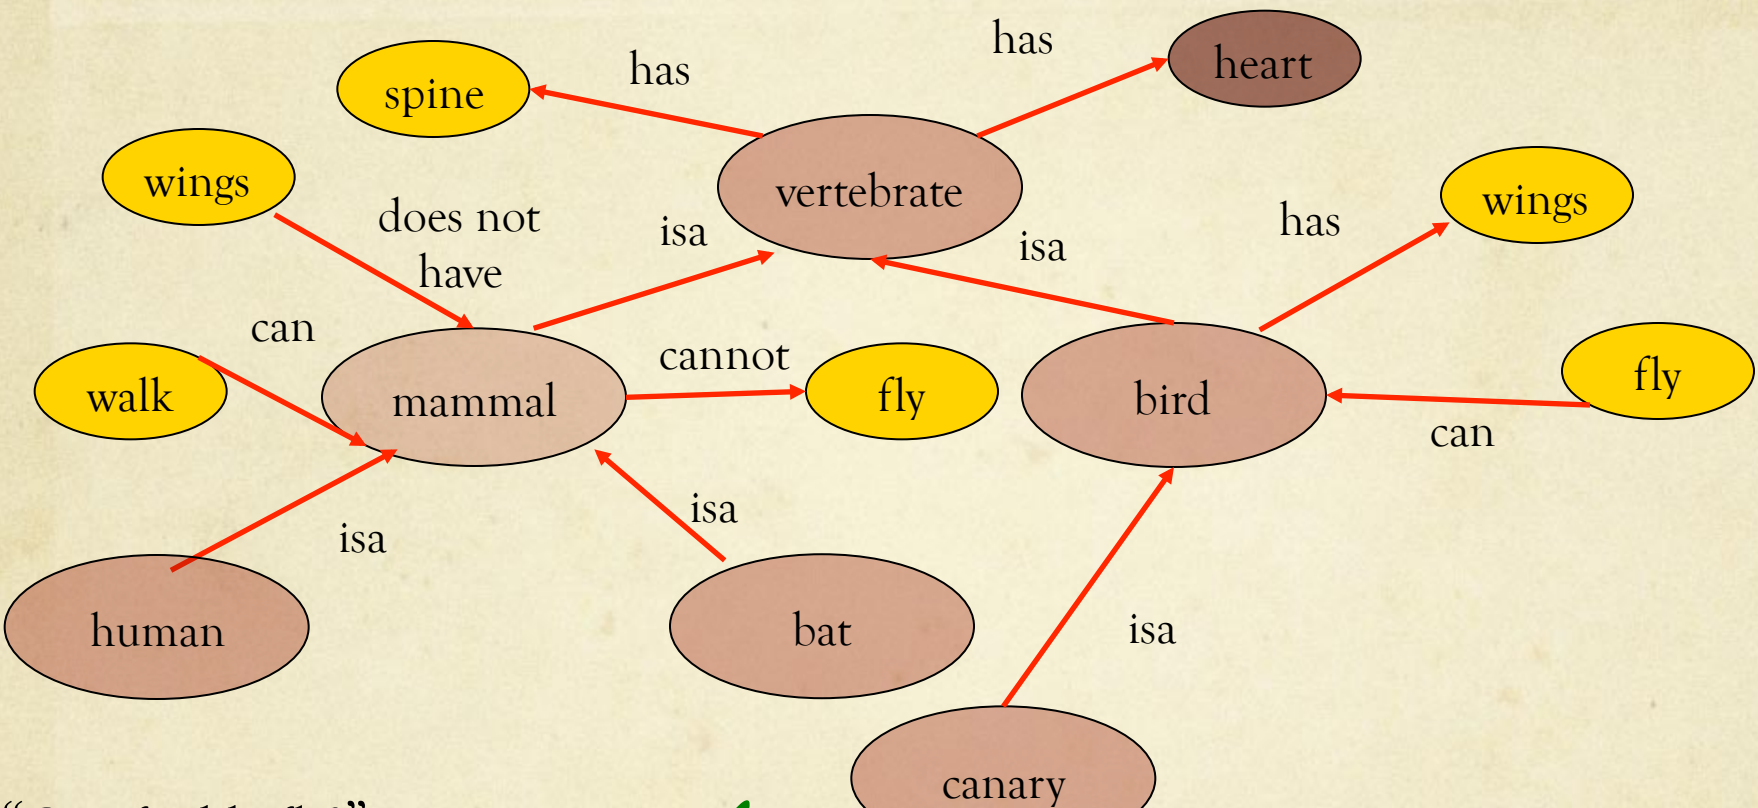 has
heart
has
spine
wings
vertebrate
wings
does not
have
isa
isa
has
can
cannot
walk
mammal
fly
bird
fly
can
isa
isa
human
bat
isa
canary